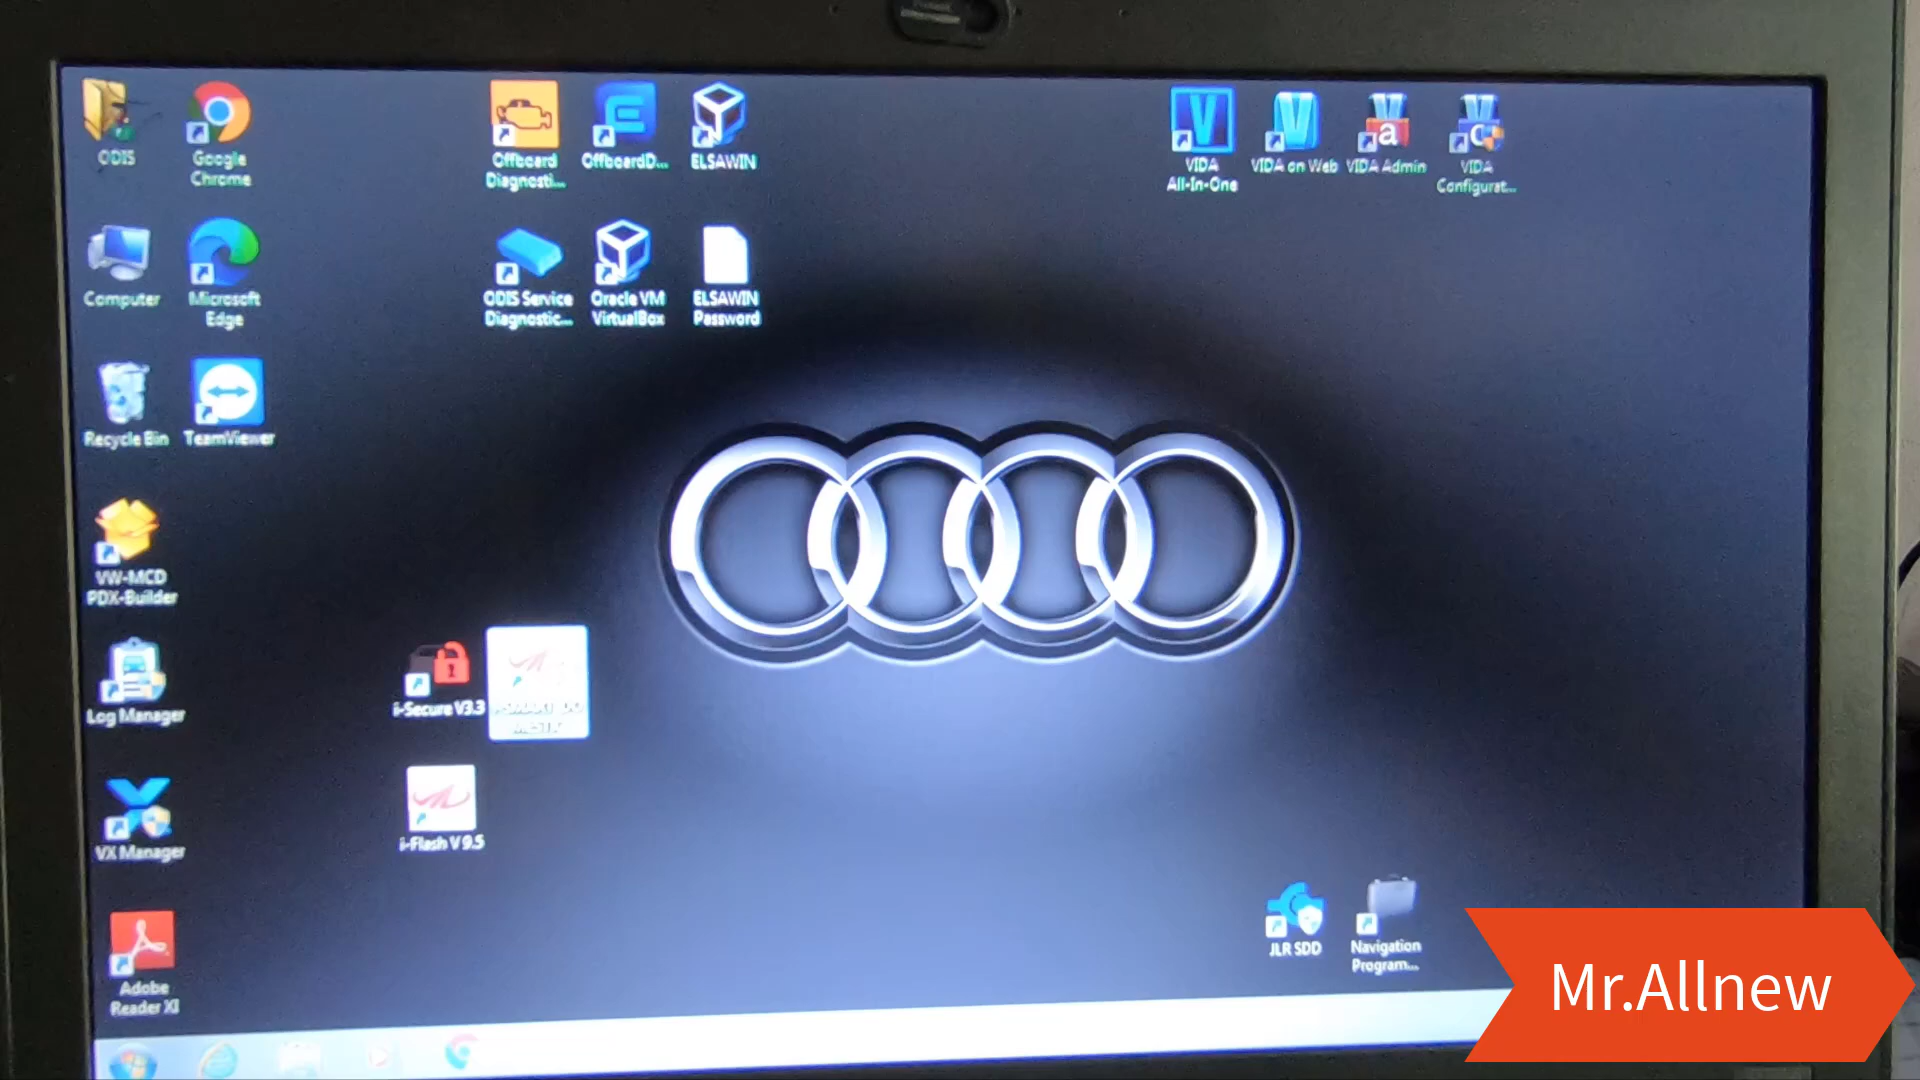 ODIS
Google
Chrome
Offboard
Diagnosti...
OffboardD...
ELSAWIN
VIDA
All-In-One
VIDA on Web
VIDA Admin
VIDA
Configurat...
Computer
Microsoft
Edge
ODIS Service
Diagnostic...
Oracle VM
VirtualBox
ELSAWIN
Password
Recycle Bin
TeamViewer
VW-MCD
PDX-Builder
Log Manager
i-Secure V3.3
VX Manager
i-Flash V 9.5
Adobe
Reader XI
JLR SDD
Navigation
Program...
Mr.Allnew